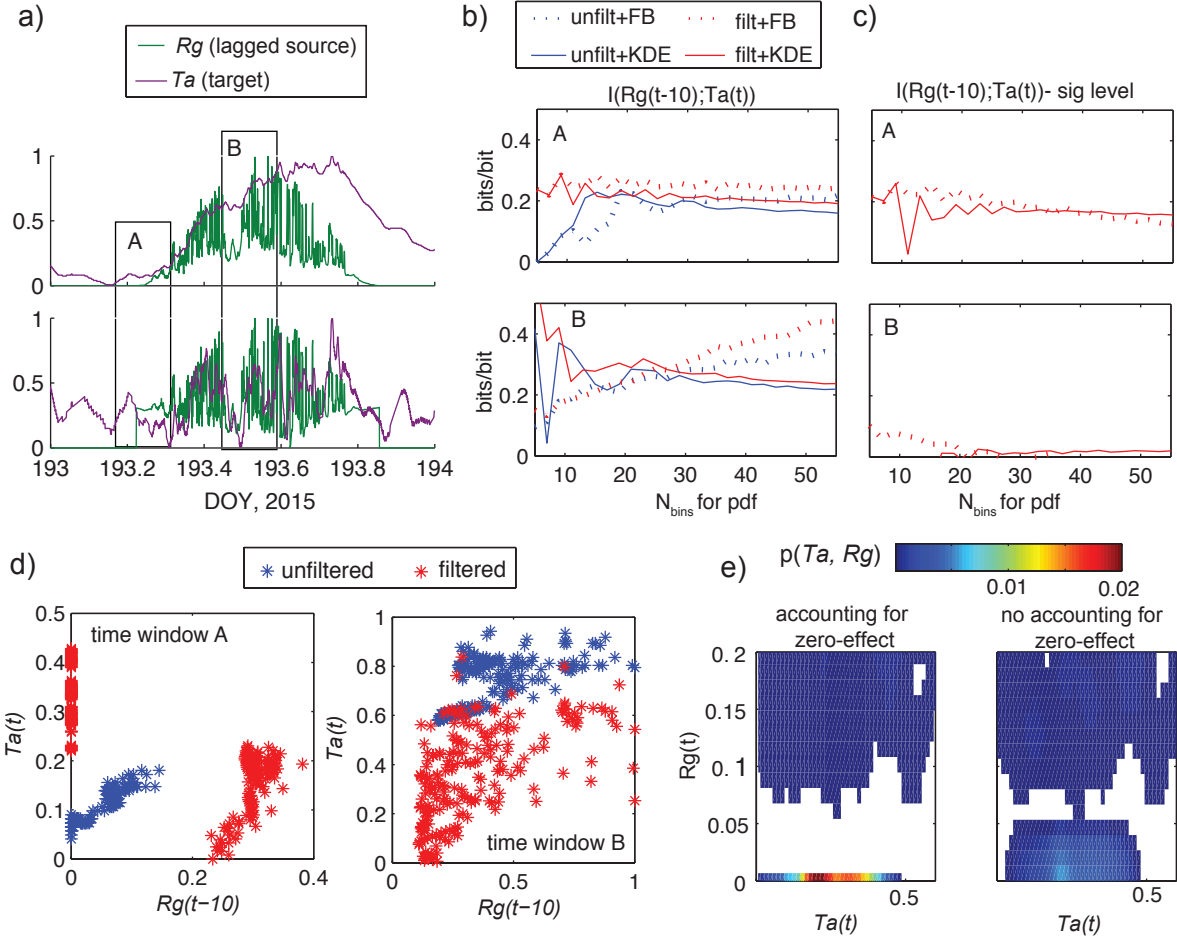 a)
Rg (lagged source)
Ta (target)
B
A
1
0.5
0
1
0.5
0
193
193.2
193.4
193.6
193.8
194
DOY, 2015
b)
unfilt+FB
filt+FB
unfilt+KDE
filt+KDE
I(Rg(t-10);Ta(t))
A
0.4
0.2
0
bits/bit
B
0.4
0.2
0
bits/bit
10
20
30
40
50
N_bins for pdf
c)
I(Rg(t-10);Ta(t))- sig level
A
B
10
20
30
40
50
N_bins for pdf
d)
unfiltered
filtered
time window A
0.5
0.4
0.3
0.2
0.1
0
Ta(t)
0
0.2
0.4
Rg(t−10)
1
0.8
0.6
0.4
0.2
0
Ta(t)
time window B
0
0.5
1
Rg(t−10)
e)
p(Ta, Rg)
0.01
0.02
accounting for
zero-effect
no accounting for
zero-effect
0.2
0.15
0.1
0.05
0
Rg(t)
0.5
Ta(t)
0.5
Ta(t)